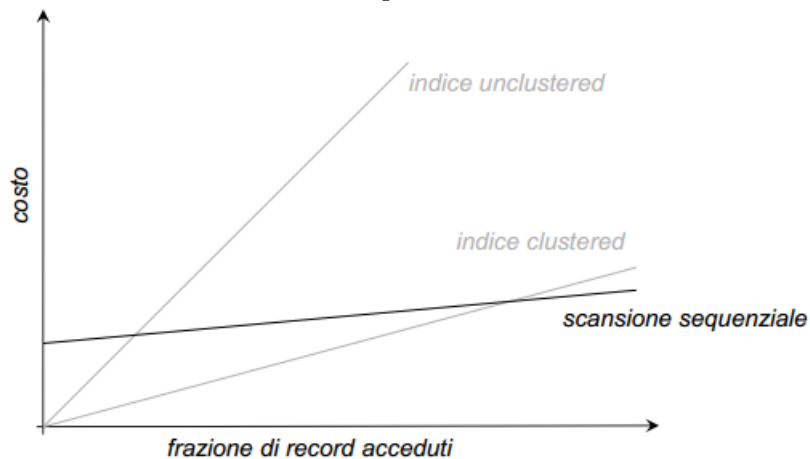 indice unclustered
costo
indice clustered
scansione sequenziale
frazione di record acceduti